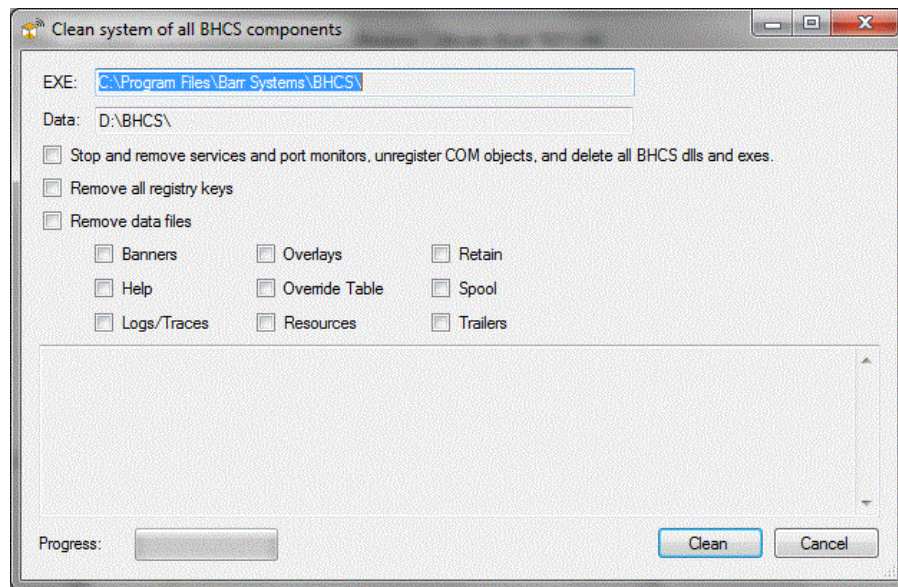 Clean system of all BHCS components
EXE: C:\Program Files\Barr Systems\BHCS\
Data: D:\BHCS\
Stop and remove services and port monitors, unregister COM objects, and delete all BHCS dlls and exes.
Remove all registry keys
Remove data files
Banners Overlays Retain
Help Override Table Spool
Logs/Traces Resources Trailers
Progress: Clean Cancel